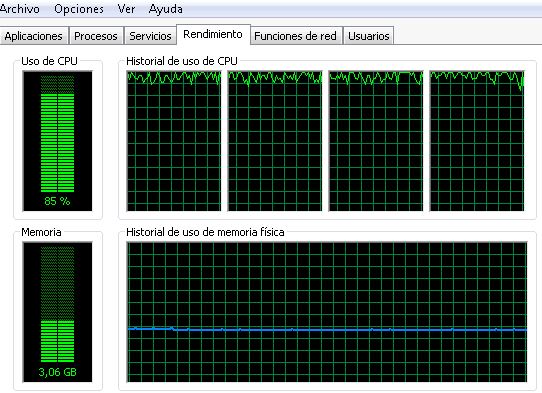 Archivo Opciones Ver Ayuda
Aplicaciones Procesos Servicios Rendimiento Funciones de red Usuarios
Uso de CPU Historial de uso de CPU
85 %
Memoria Historial de uso de memoria física
3,06 GB